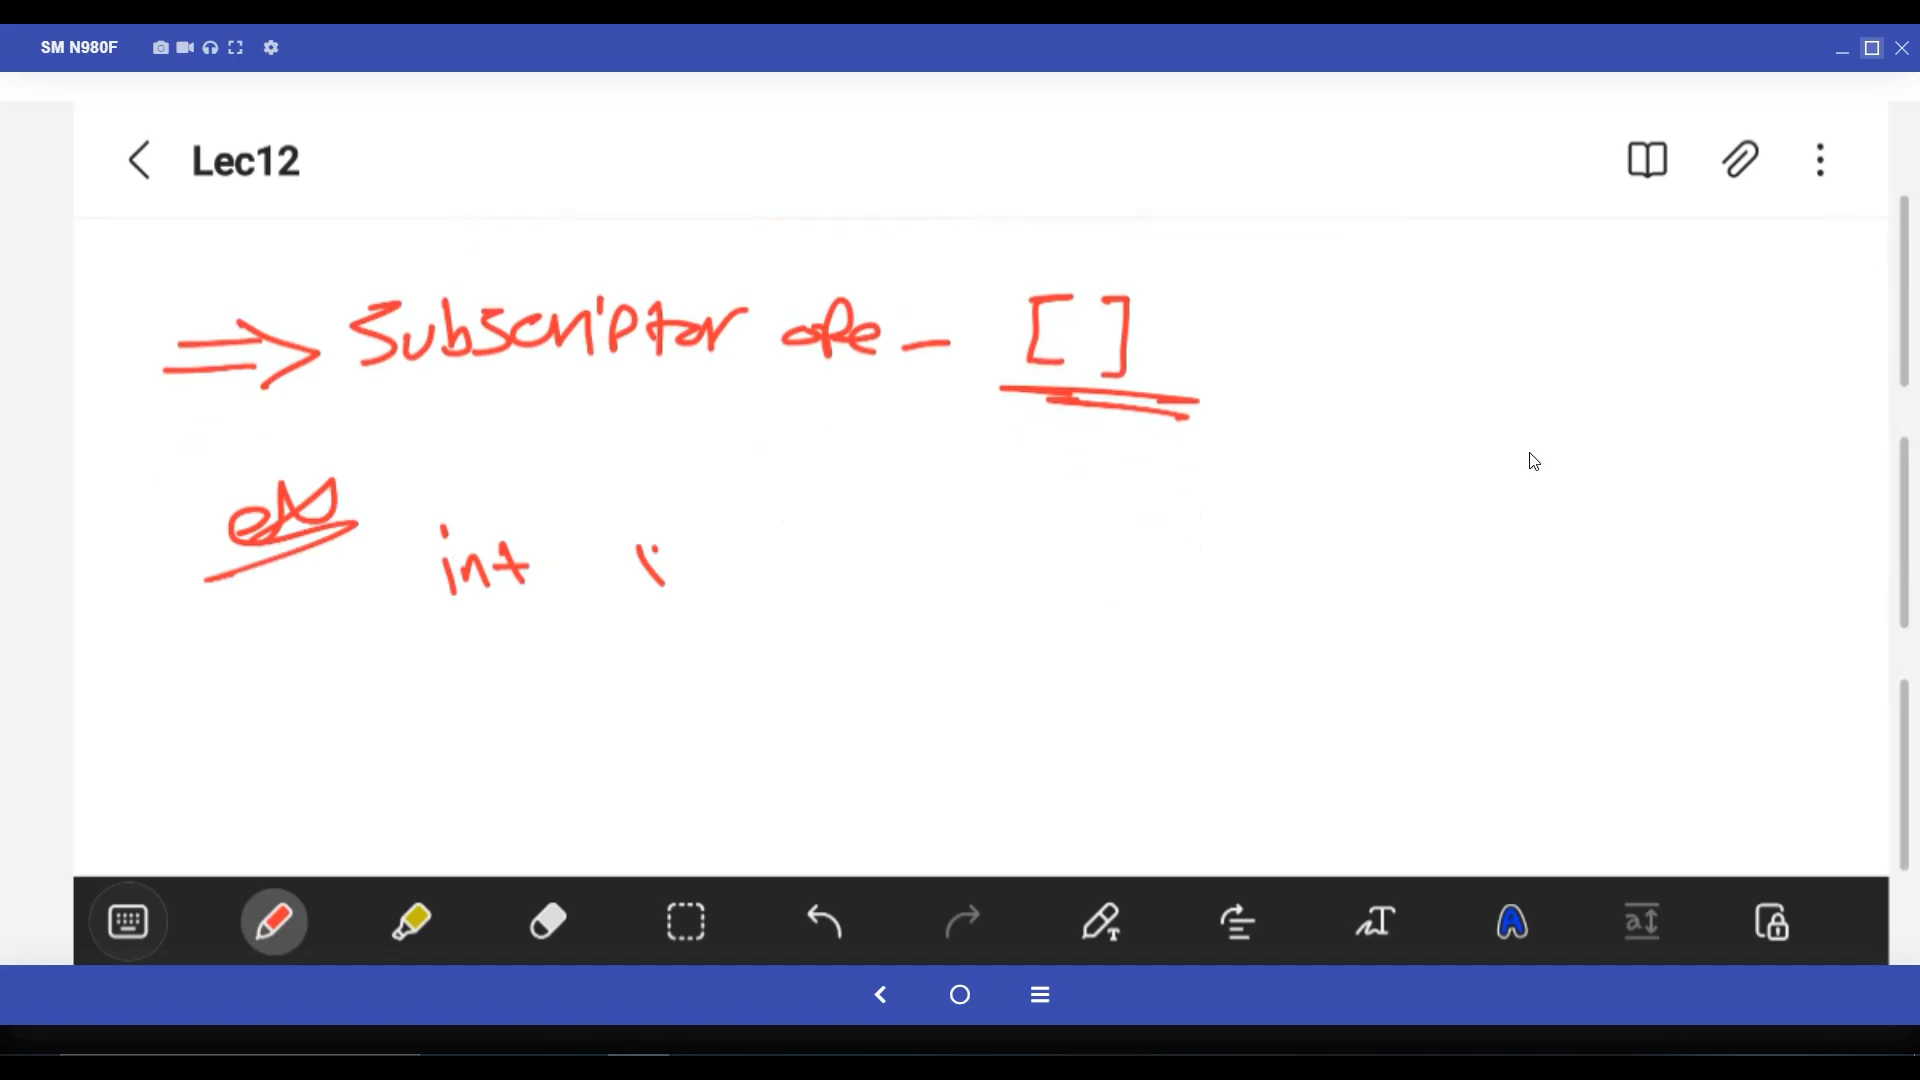 SM N980F
Lec12
⇒ Subscriptor ope - [ ]
int